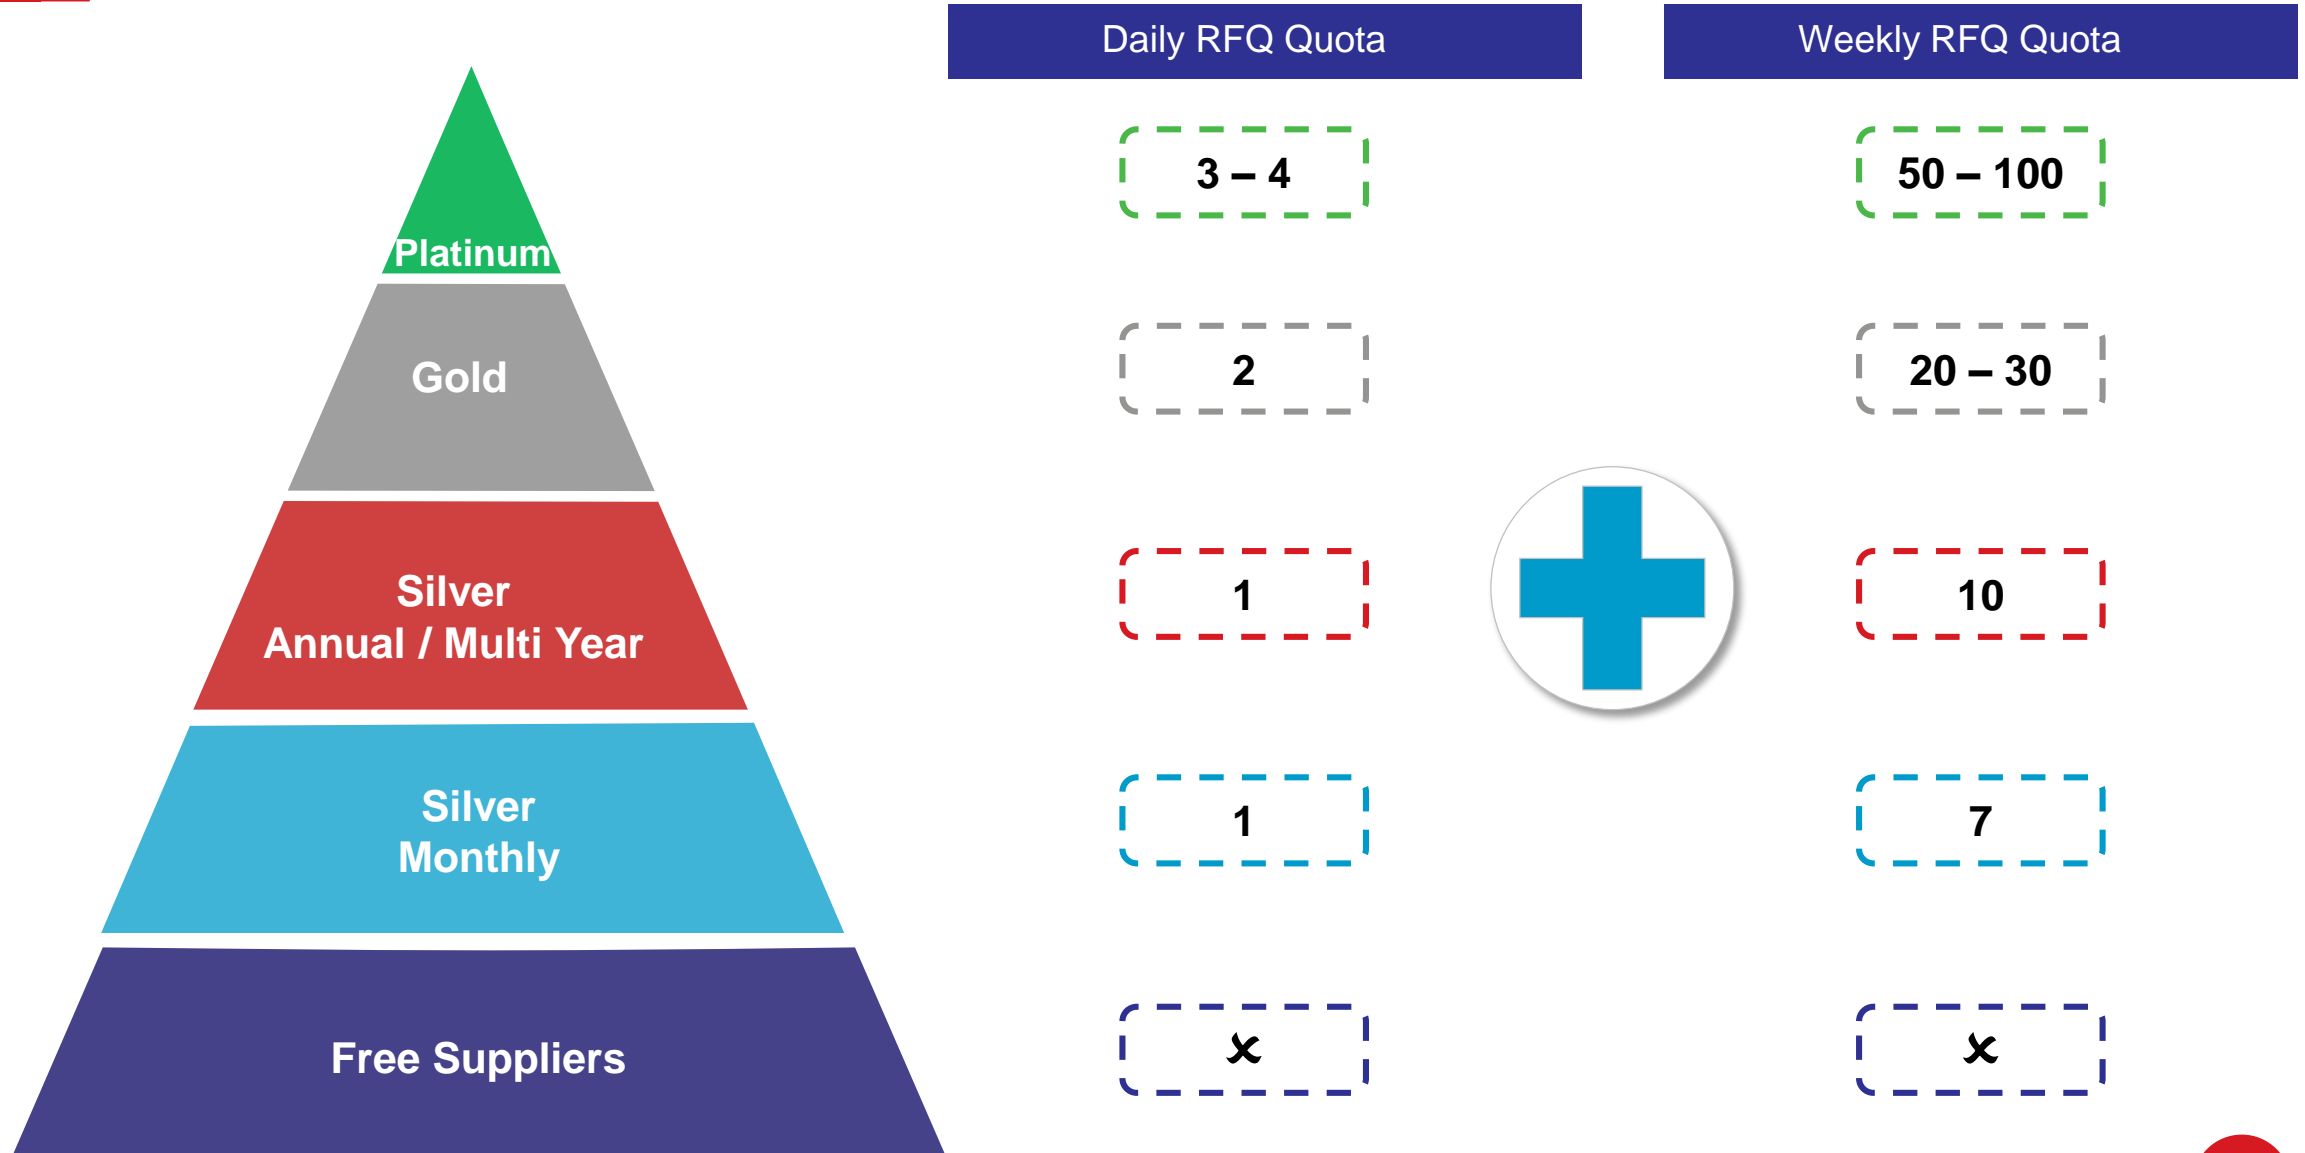 Daily RFQ Quota
Weekly RFQ Quota
Platinum
3 – 4
50 – 100
Gold
2
20 – 30
Silver
Annual / Multi Year
1
10
Silver
Monthly
1
7
Free Suppliers
✘
✘